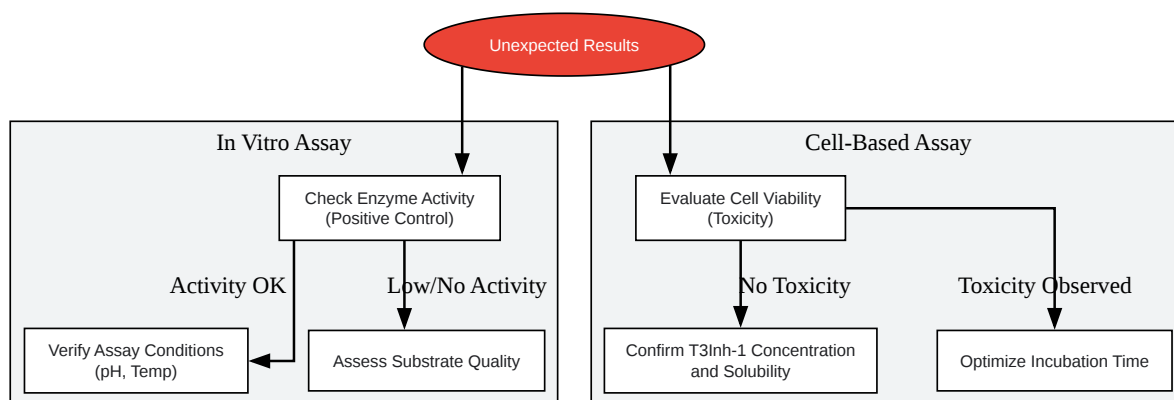 Unexpected Results
In Vitro Assay
Check Enzyme Activity
(Positive Control)
Activity OK
Low/No Activity
Verify Assay Conditions
(pH, Temp)
Assess Substrate Quality
Cell-Based Assay
Evaluate Cell Viability
(Toxicity)
No Toxicity
Toxicity Observed
Confirm T3Inh-1 Concentration
and Solubility
Optimize Incubation Time